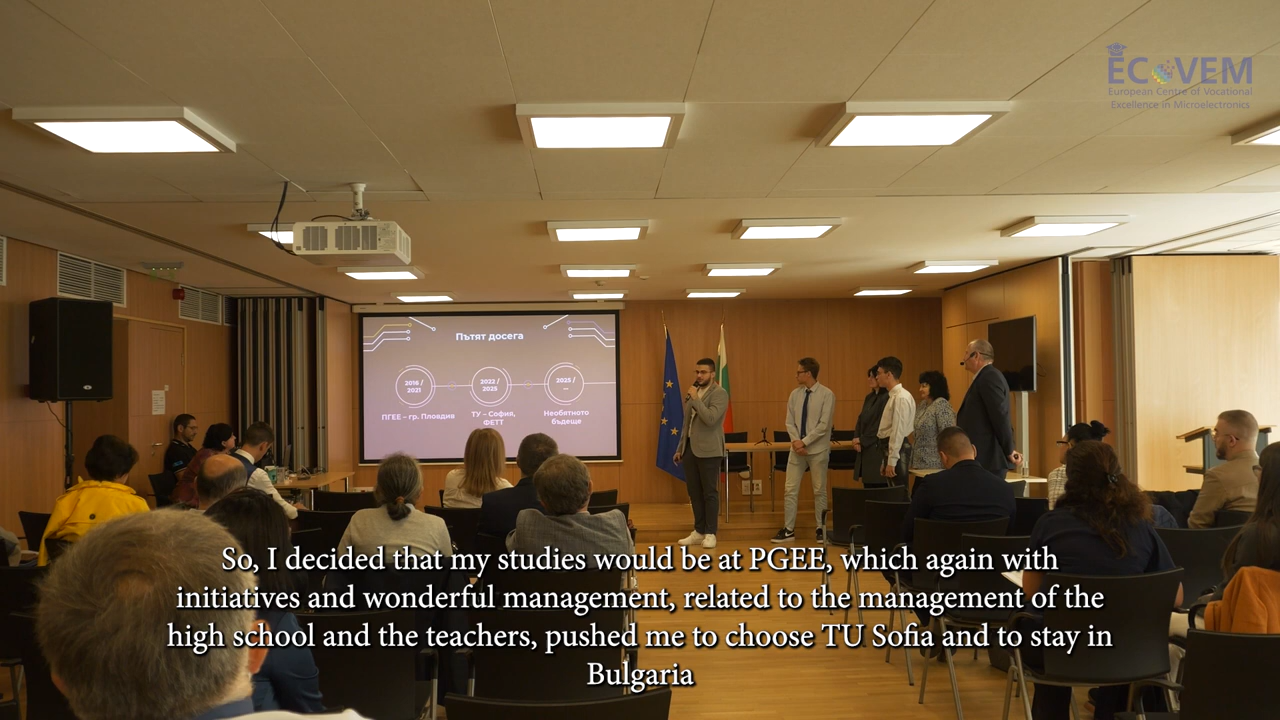 ECOVEM
European Centre of Vocational
Excellence in Microelectronics
Пътят досега
2016 /
2021
2022 /
2025
2025 /
...
ПГЕЕ – гр. Пловдив
ТУ – София,
ФЕТТ
Необятното
бъдеще
So, I decided that my studies would be at PGEE, which again with
initiatives and wonderful management, related to the management of the
high school and the teachers, pushed me to choose TU Sofia and to stay in
Bulgaria